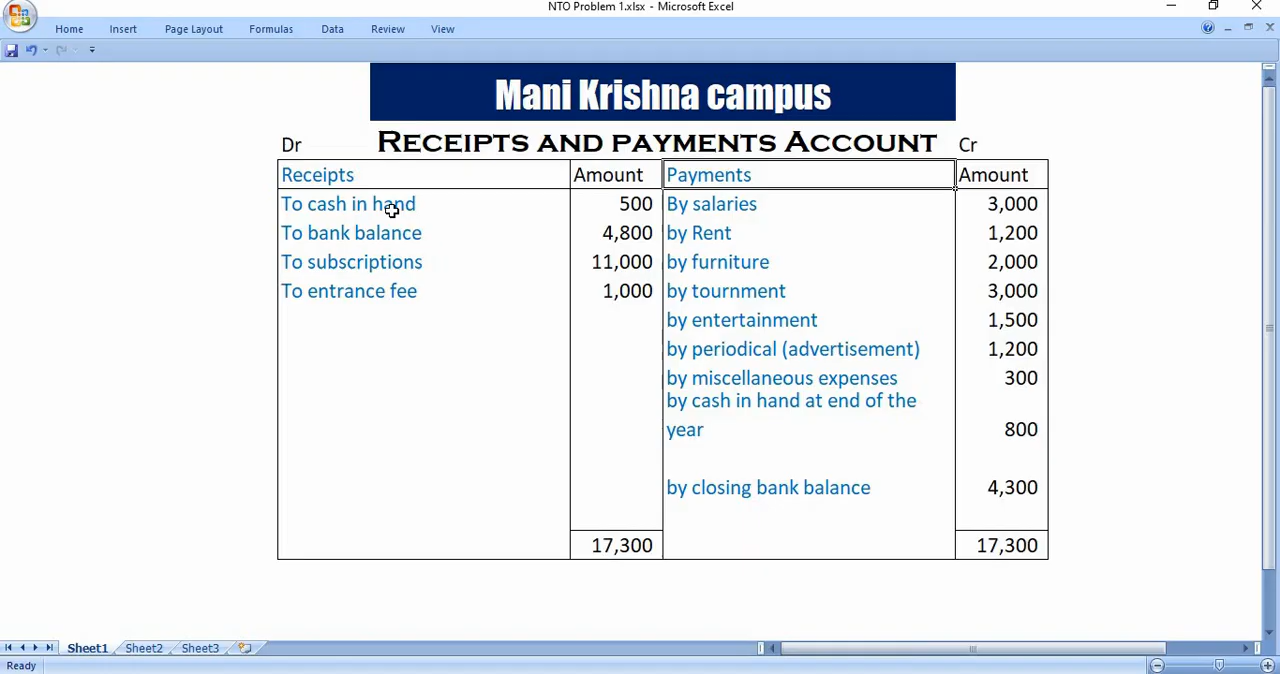 NTO Problem 1.xlsx - Microsoft Excel
Home Insert Page Layout Formulas Data Review View
Mani Krishna campus
Dr RECEIPTS AND PAYMENTS ACCOUNT Cr
Receipts Amount Payments Amount
To cash in hand 500 By salaries 3,000
To bank balance 4,800 by Rent 1,200
To subscriptions 11,000 by furniture 2,000
To entrance fee 1,000 by tournment 3,000
by entertainment 1,500
by periodical (advertisement) 1,200
by miscellaneous expenses 300
by cash in hand at end of the
year 800
by closing bank balance 4,300
17,300 17,300
Sheet1 Sheet2 Sheet3
Ready